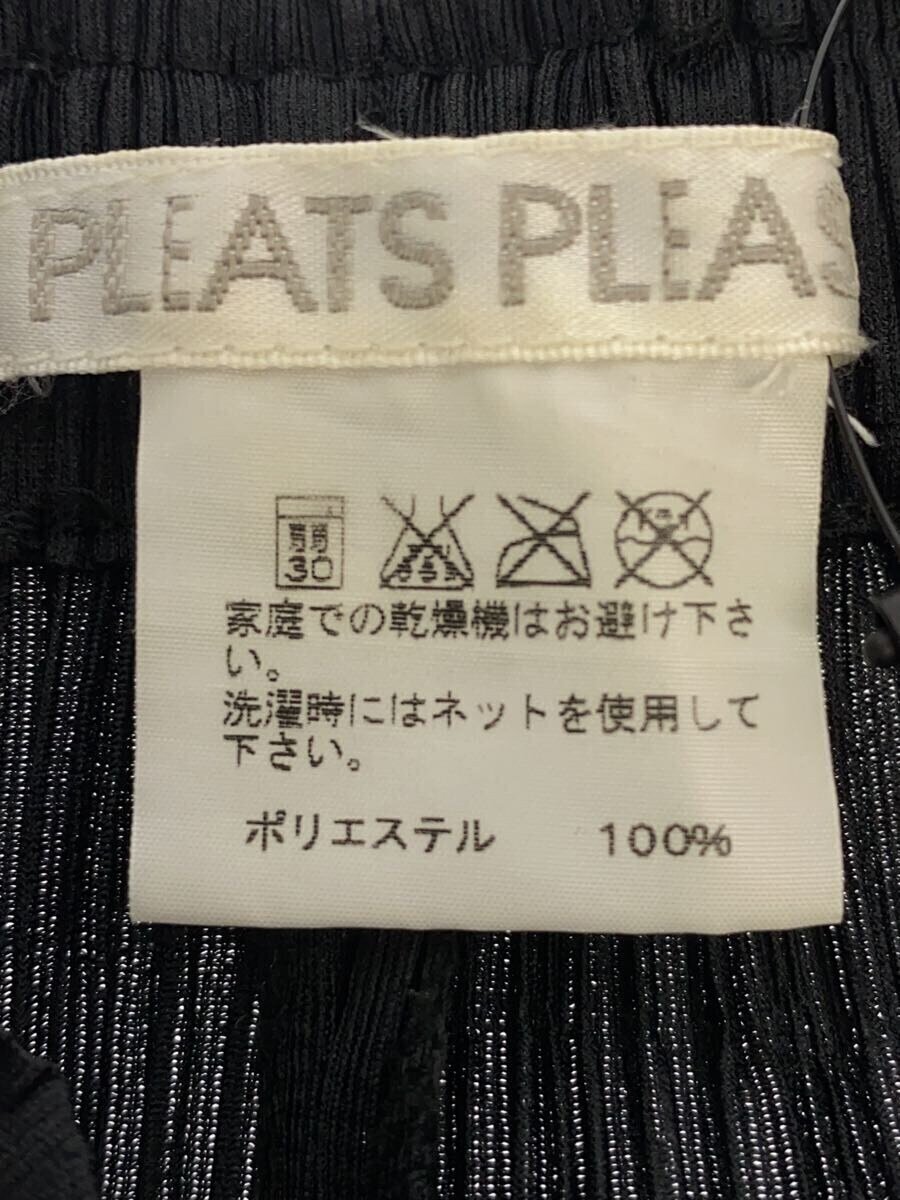 PLEATS PLEAS
30
家庭での乾燥機はお避け下さ
い。
洗濯時にはネットを使用して
下さい。
ポリエステル 100%